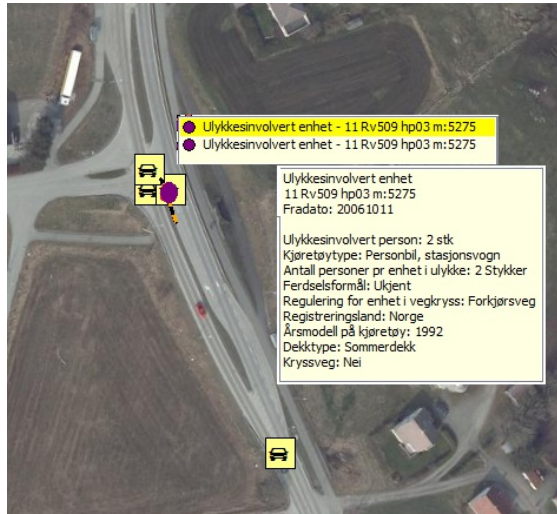 Ulykkesinvolvert enhet - 11 Rv509 hp03 m:5275
Ulykkesinvolvert enhet - 11 Rv509 hp03 m:5275
Ulykkesinvolvert enhet
11 Rv509 hp03 m:5275
Fradato: 20061011
Ulykkesinvolvert person: 2 stk
Kjøretøytype: Personbil, stasjonsvogn
Antall personer pr enhet i ulykke: 2 Stykker
Ferdselsformål: Ukjent
Regulering for enhet i vegkryss: Forkjørsveg
Registreringsland: Norge
Årsmodell på kjøretøy: 1992
Dekktype: Sommerdekk
Kryssveg: Nei